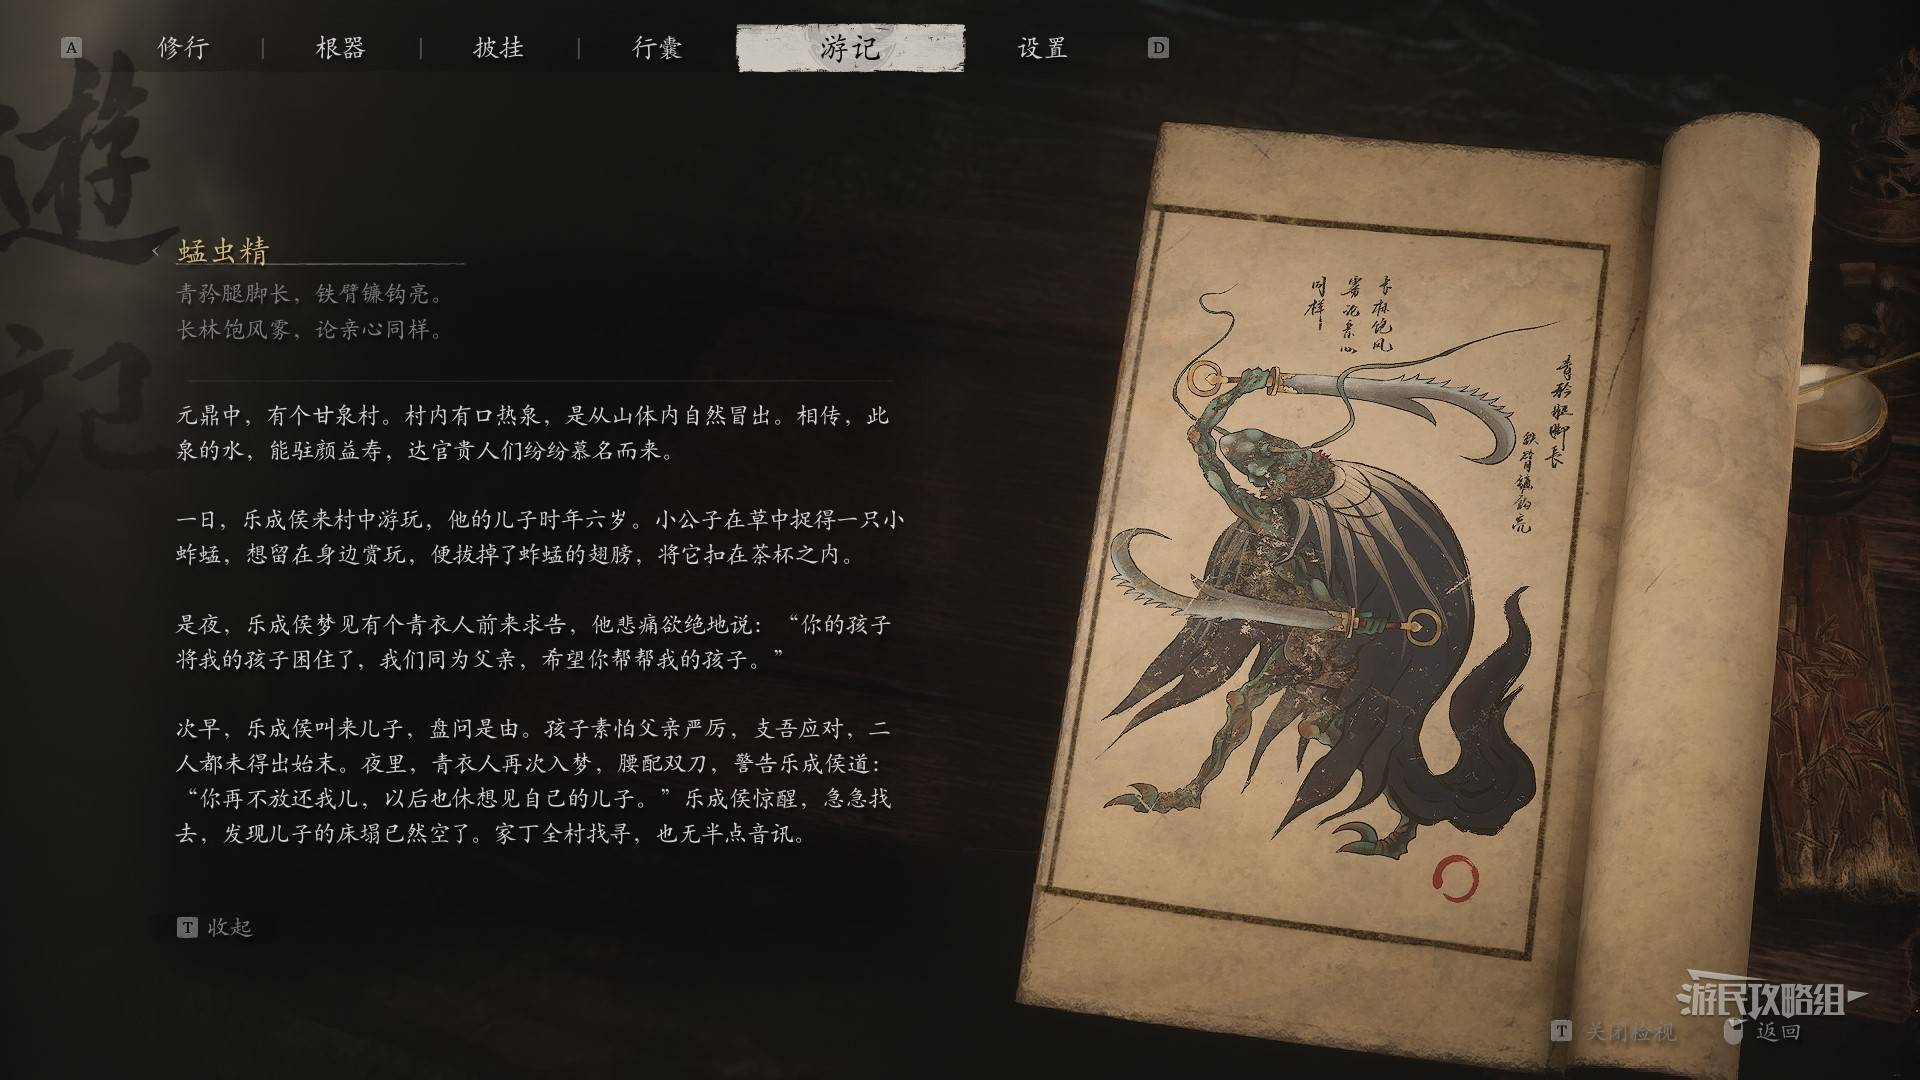 A 修行 | 根器 | 披挂 | 行囊 | 游记 设置 D
遊記
蜢虫精
青矜腿脚长，铁臂镰钩亮。
长林饱风雾，论亲心同样。
元鼎中，有个甘泉村。村内有口热泉，是从山体内自然冒出。相传，此
泉的水，能驻颜益寿，达官贵人们纷纷慕名而来。
一日，乐成侯来村中游玩，他的儿子时年六岁。小公子在草中捉得一只小
蚱蜢，想留在身边赏玩，便拔掉了蚱蜢的翅膀，将它扣在茶杯之内。
是夜，乐成侯梦见有个青衣人前来求告，他悲痛欲绝地说：“你的孩子
将我的孩子困住了，我们同为父亲，希望你帮帮我的孩子。”
次早，乐成侯叫来儿子，盘问是由。孩子素怕父亲严厉，支吾应对，二
人都未得出始末。夜里，青衣人再次入梦，腰配双刀，警告乐成侯道：
“你再不放还我儿，以后也休想见自己的儿子。”乐成侯惊醒，急急找
去，发现儿子的床塌已然空了。家丁全村找寻，也无半点音讯。
T 收起
青矜腿脚长
铁臂镰钩亮
长林饱风
雾论亲心
同样
游民攻略组
T 关闭检视 返回